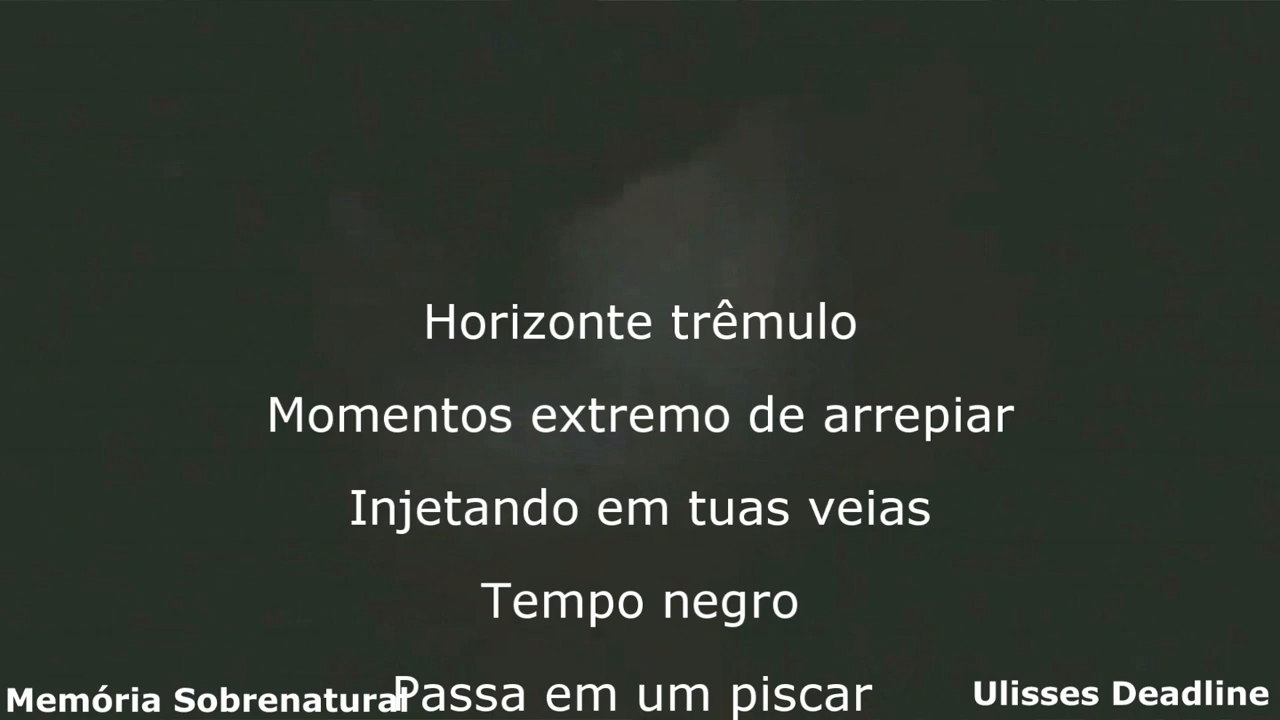 Horizonte trêmulo
Momentos extremo de arrepiar
Injetando em tuas veias
Tempo negro
Passa em um piscar
Memória Sobrenatural
Ulisses Deadline